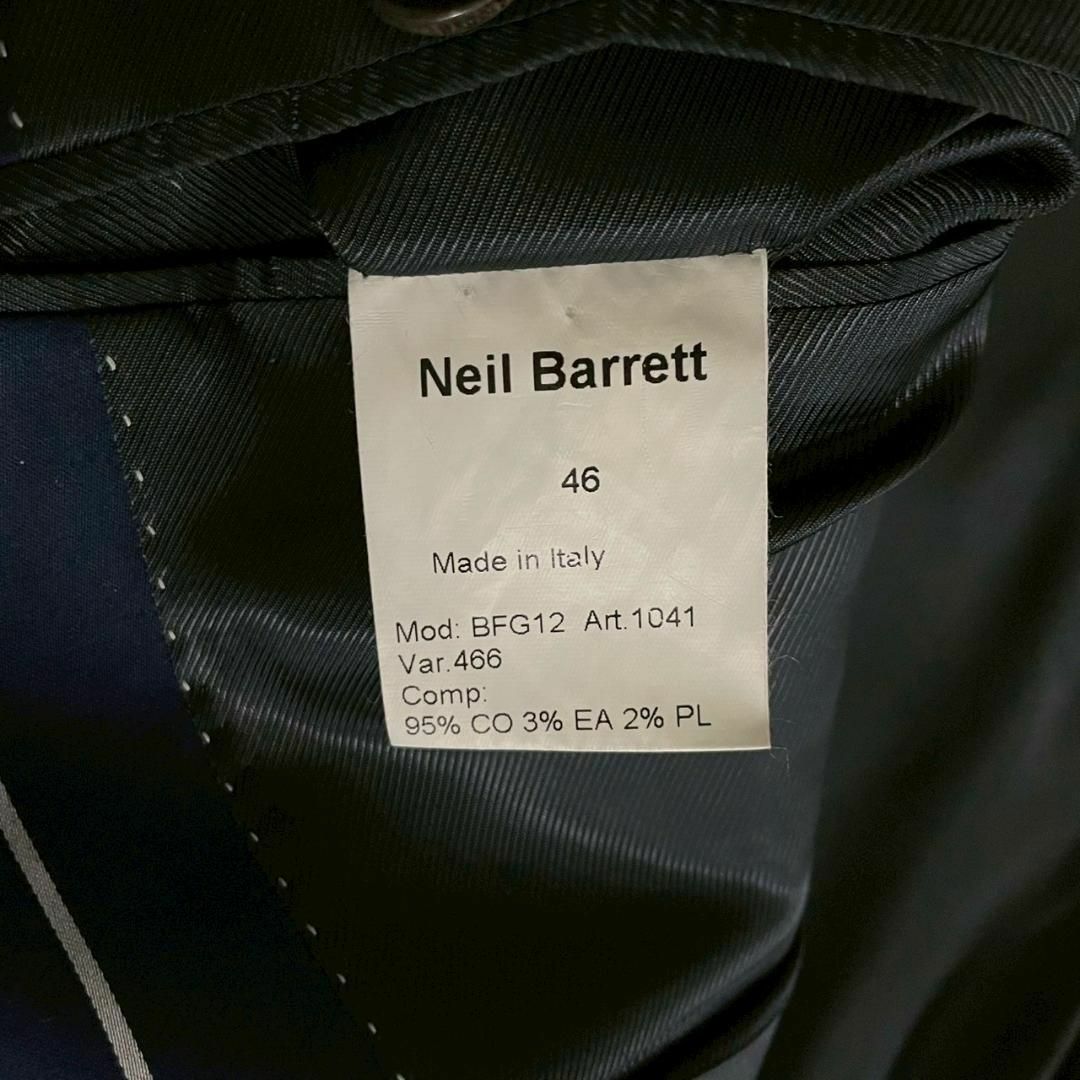 Neil Barrett
46
Made in Italy
Mod: BFG12 Art.1041
Var.466
Comp:
95% CO 3% EA 2% PL